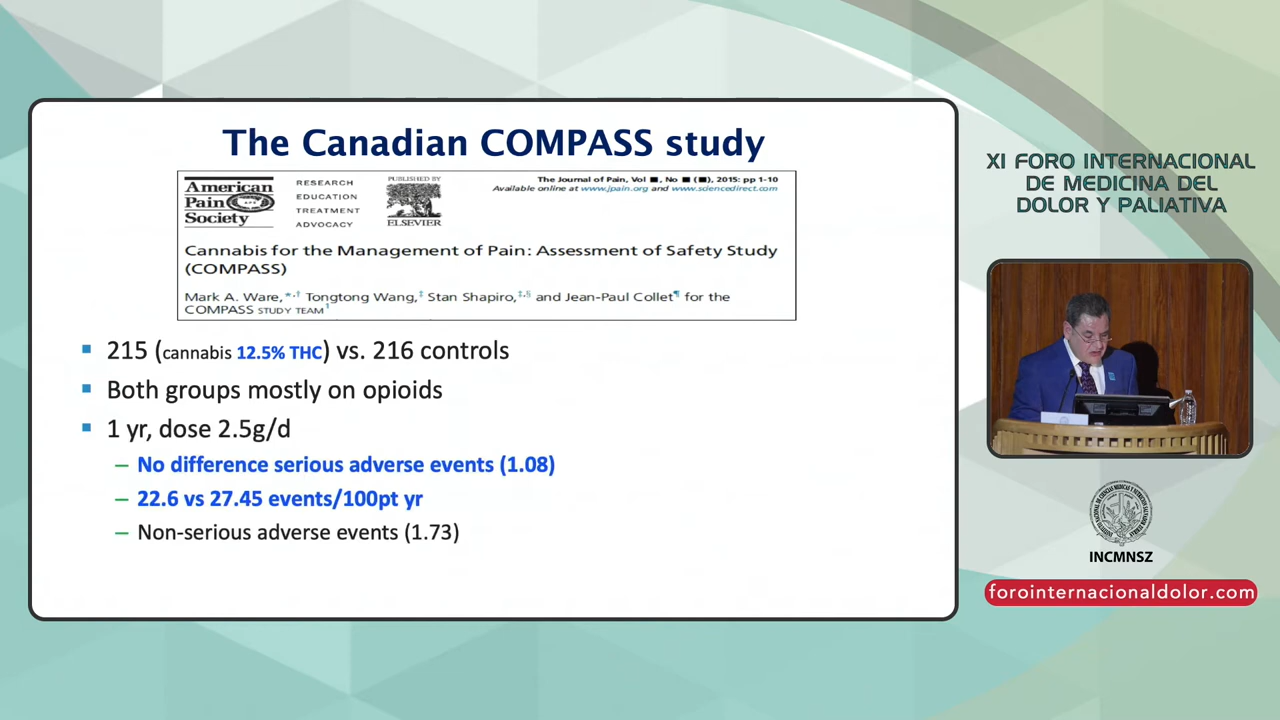 The Canadian COMPASS study
American
Pain
Society
RESEARCH
EDUCATION
TREATMENT
ADVOCACY
PUBLISHED BY
ELSEVIER
The Journal of Pain, Vol ■, No ■ (■), 2015: pp 1-10
Available online at www.jpain.org and www.sciencedirect.com
Cannabis for the Management of Pain: Assessment of Safety Study
(COMPASS)
Mark A. Ware,*,† Tongtong Wang,‡ Stan Shapiro,‡,§ and Jean-Paul Collet¶ for the
COMPASS STUDY TEAM1
▪ 215 (cannabis 12.5% THC) vs. 216 controls
▪ Both groups mostly on opioids
▪ 1 yr, dose 2.5g/d
– No difference serious adverse events (1.08)
– 22.6 vs 27.45 events/100pt yr
– Non-serious adverse events (1.73)
XI FORO INTERNACIONAL
DE MEDICINA DEL
DOLOR Y PALIATIVA
INCMNSZ
forointernacionaldolor.com